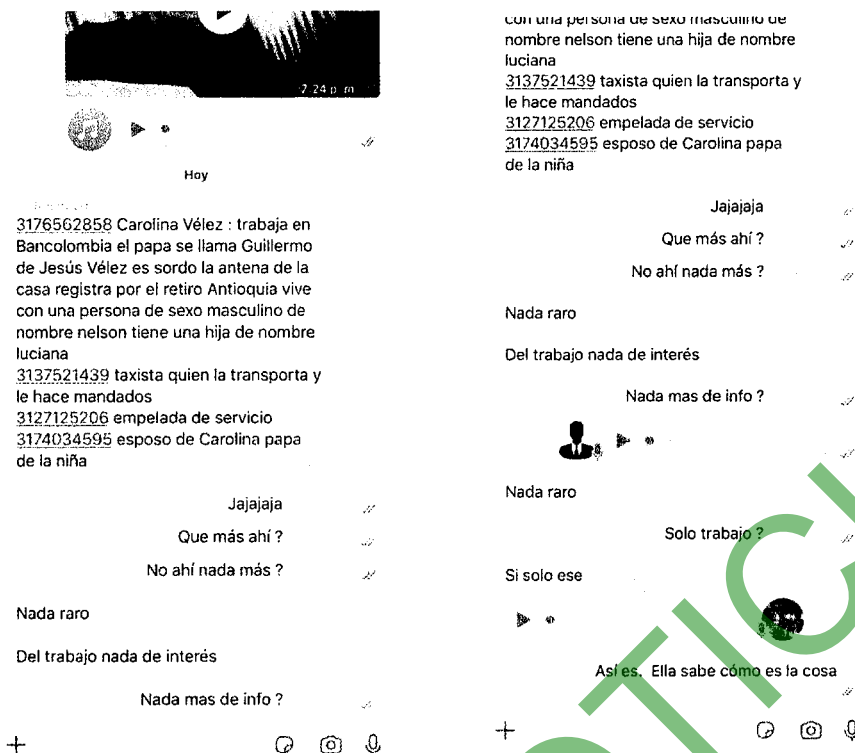 7:24 p. m.
Hoy
3176562858 Carolina Vélez : trabaja en
Bancolombia el papa se llama Guillermo
de Jesús Vélez es sordo la antena de la
casa registra por el retiro Antioquia vive
con una persona de sexo masculino de
nombre nelson tiene una hija de nombre
luciana
3137521439 taxista quien la transporta y
le hace mandados
3127125206 empelada de servicio
3174034595 esposo de Carolina papa
de la niña
Jajajaja
Que más ahí ?
No ahí nada más ?
Nada raro
Del trabajo nada de interés
Nada mas de info ?
con una persona de sexo masculino de
nombre nelson tiene una hija de nombre
luciana
3137521439 taxista quien la transporta y
le hace mandados
3127125206 empelada de servicio
3174034595 esposo de Carolina papa
de la niña
Jajajaja
Que más ahí ?
No ahí nada más ?
Nada raro
Del trabajo nada de interés
Nada mas de info ?
Nada raro
Solo trabajo ?
Si solo ese
Así es. Ella sabe cómo es la cosa
OTICI